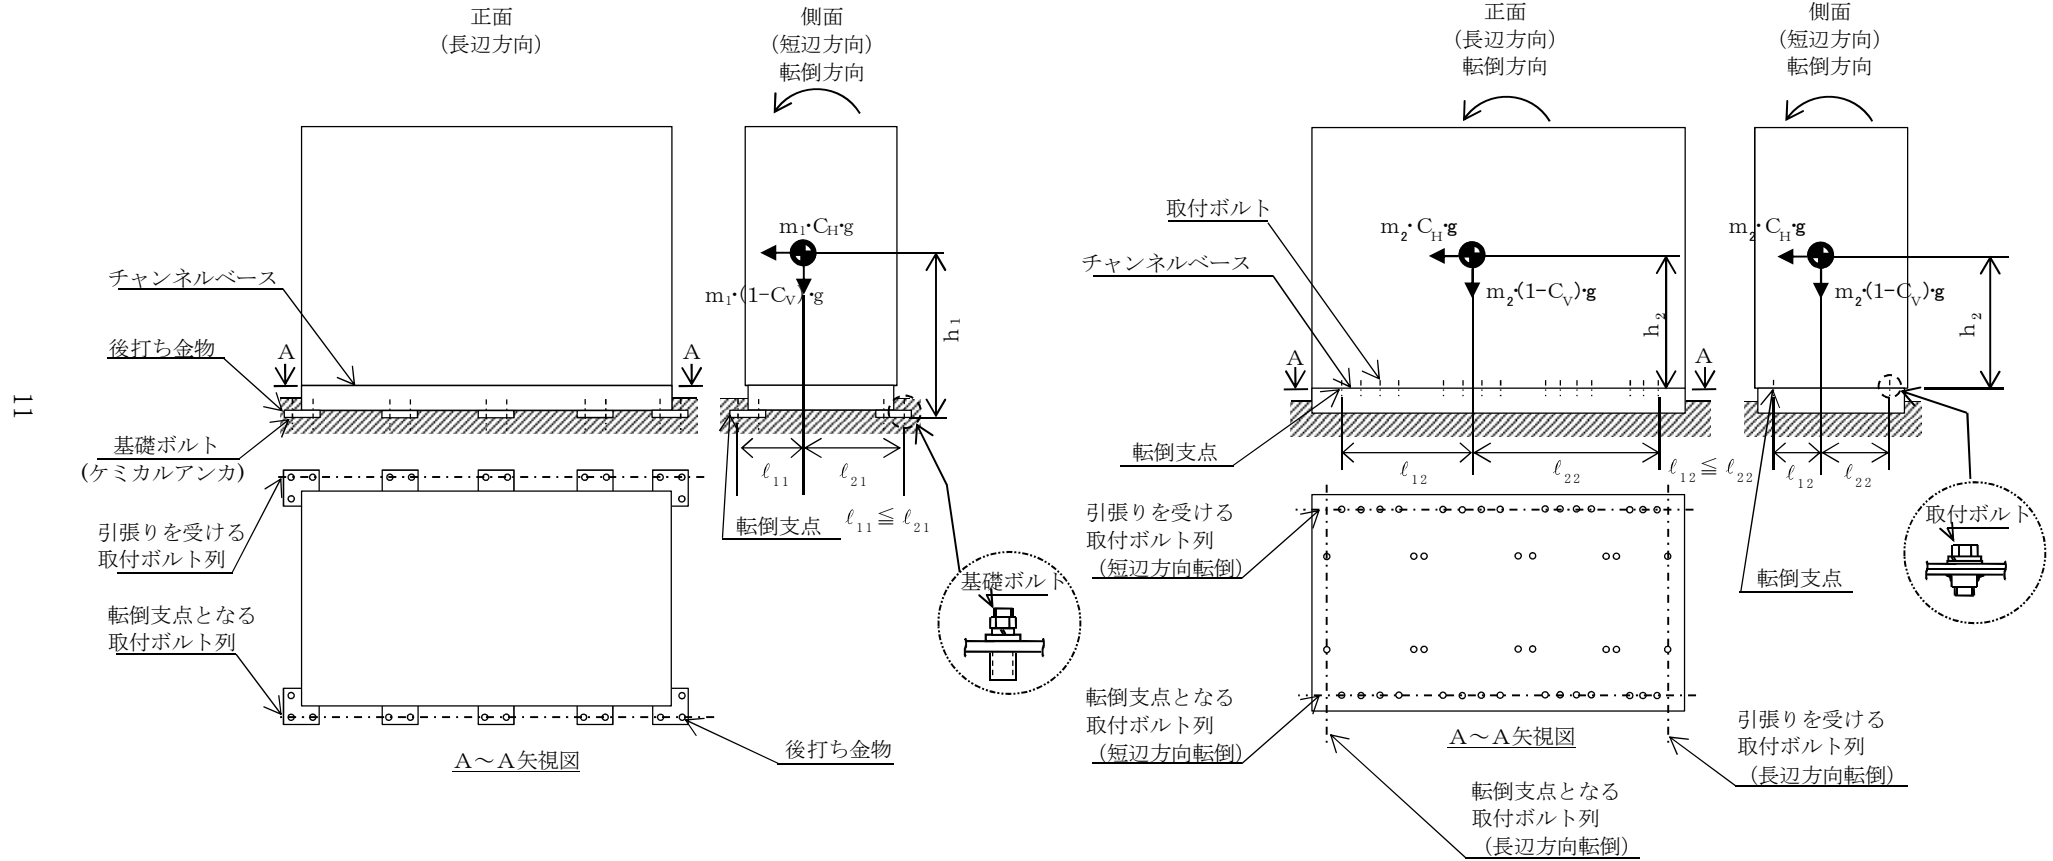 正面
(長辺方向)
側面
(短辺方向)
転倒方向
m₁·C_H·g
m₁·(1-C_V)·g
h₁
チャンネルベース
後打ち金物
A
A
基礎ボルト
(ケミカルアンカ)
ℓ₁₁
ℓ₂₁
転倒支点
ℓ₁₁≦ℓ₂₁
引張りを受ける
取付ボルト列
転倒支点となる
取付ボルト列
基礎ボルト
後打ち金物
A～A矢視図
11
正面
(長辺方向)
転倒方向
側面
(短辺方向)
転倒方向
取付ボルト
チャンネルベース
m₂·C_H·g
m₂·(1-C_V)·g
h₂
m₂·C_H·g
m₂·(1-C_V)·g
h₂
A
A
転倒支点
ℓ₁₂
ℓ₂₂
ℓ₁₂≦ℓ₂₂
ℓ₁₂
ℓ₂₂
引張りを受ける
取付ボルト列
(短辺方向転倒)
取付ボルト
転倒支点
転倒支点となる
取付ボルト列
(短辺方向転倒)
A～A矢視図
引張りを受ける
取付ボルト列
(長辺方向転倒)
転倒支点となる
取付ボルト列
(長辺方向転倒)